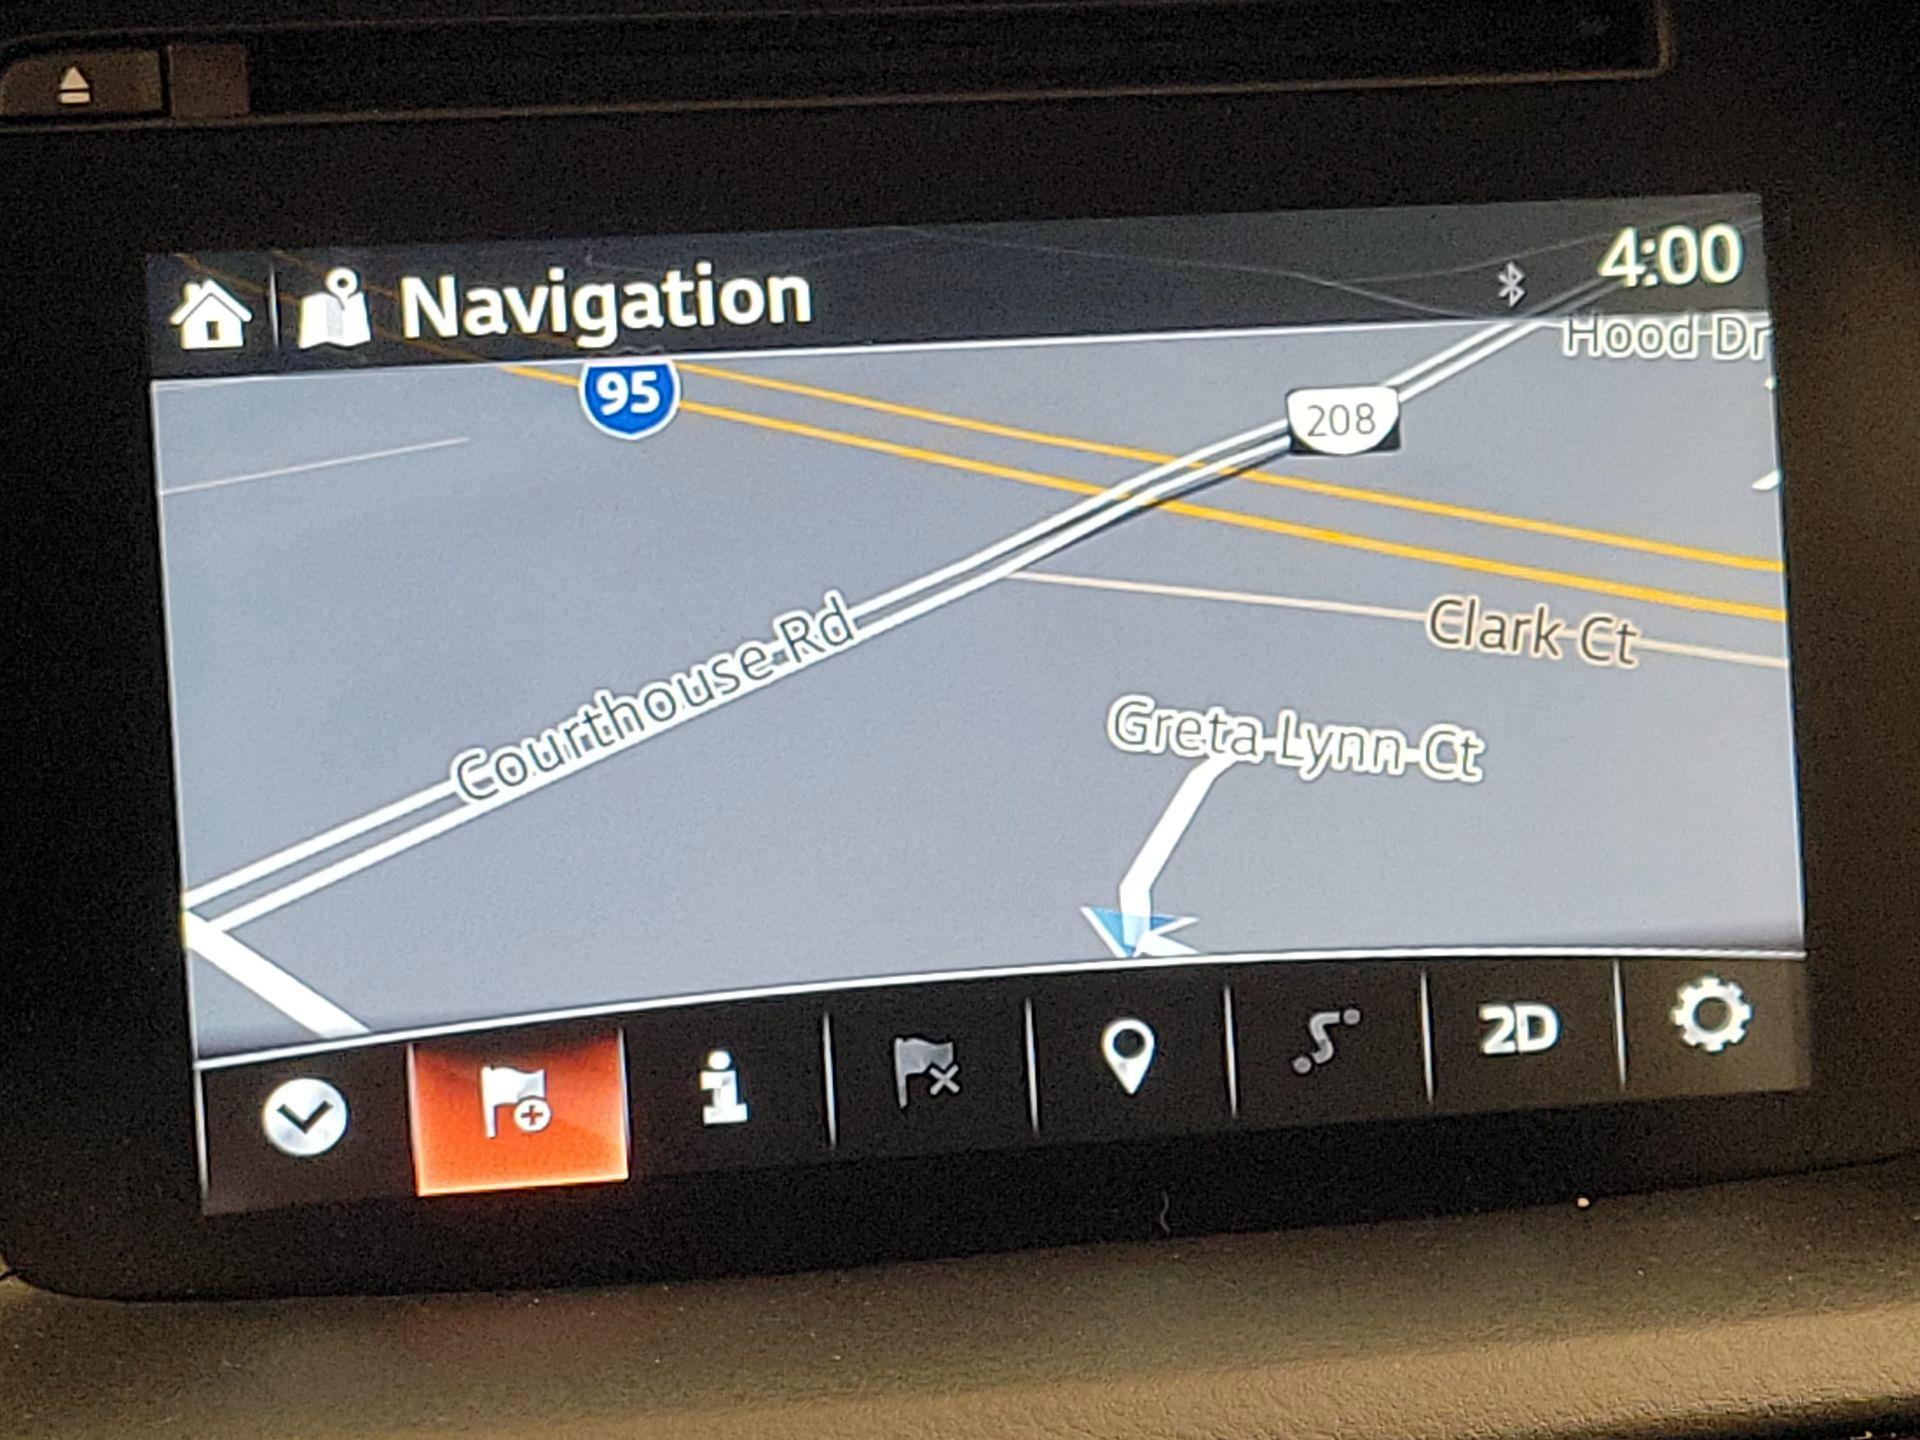 Navigation
4:00
Hood Dr
95
208
Clark Ct
Courthouse Rd
Greta Lynn Ct
2D